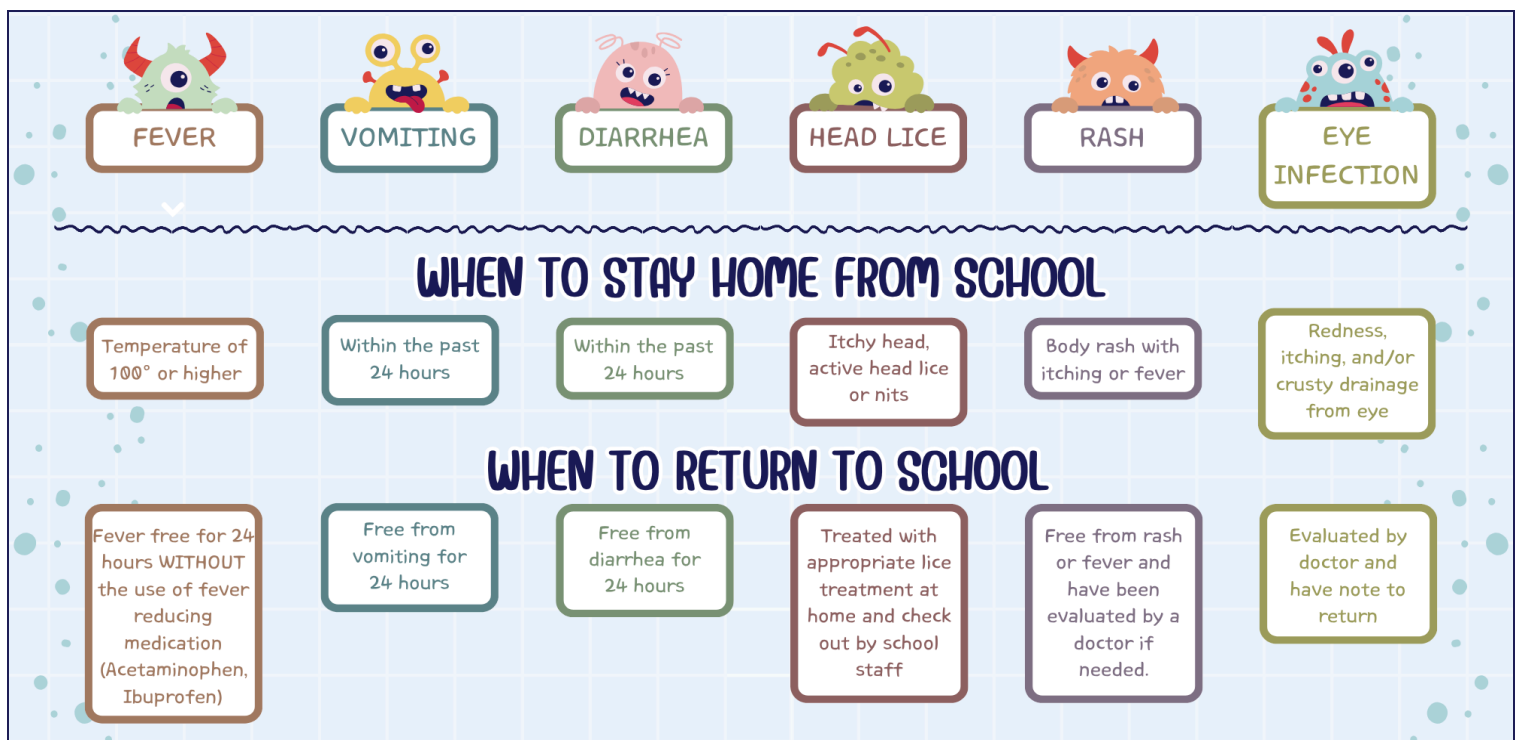 FEVER
VOMITING
DIARRHEA
HEAD LICE
RASH
EYE
INFECTION
WHEN TO STAY HOME FROM SCHOOL
Temperature of
100° or higher
Within the past
24 hours
Within the past
24 hours
Itchy head,
active head lice
or nits
Body rash with
itching or fever
Redness,
itching, and/or
crusty drainage
from eye
WHEN TO RETURN TO SCHOOL
Fever free for 24
hours WITHOUT
the use of fever
reducing
medication
(Acetaminophen,
Ibuprofen)
Free from
vomiting for
24 hours
Free from
diarrhea for
24 hours
Treated with
appropriate lice
treatment at
home and check
out by school
staff
Free from rash
or fever and
have been
evaluated by a
doctor if
needed.
Evaluated by
doctor and
have note to
return